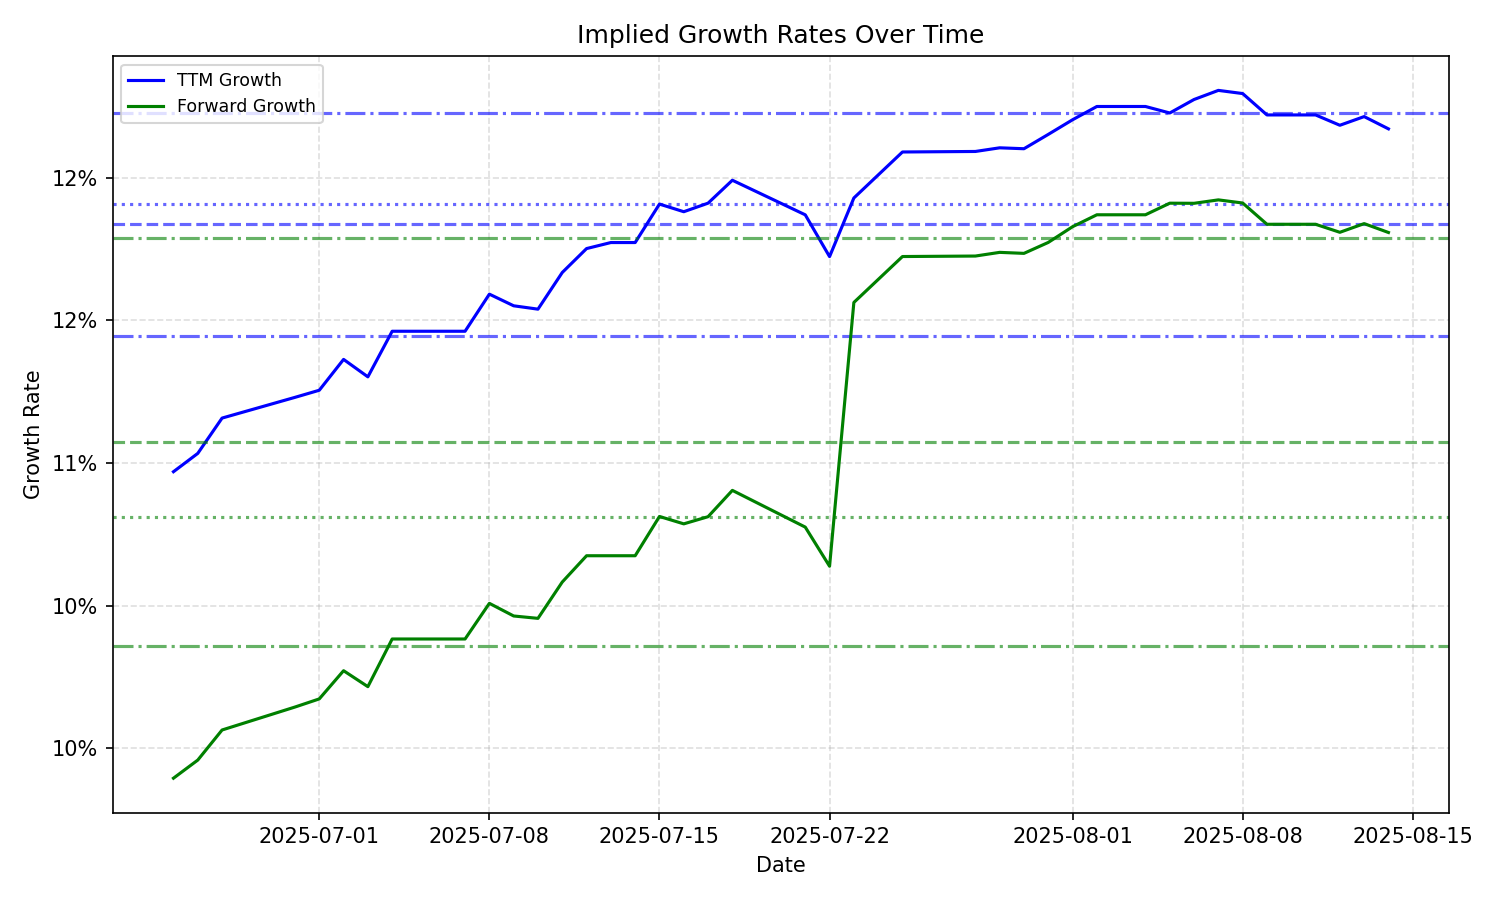 Implied Growth Rates Over Time
TTM Growth
Forward Growth
Growth Rate
12%
12%
11%
10%
10%
2025-07-01
2025-07-08
2025-07-15
2025-07-22
2025-08-01
2025-08-08
2025-08-15
Date